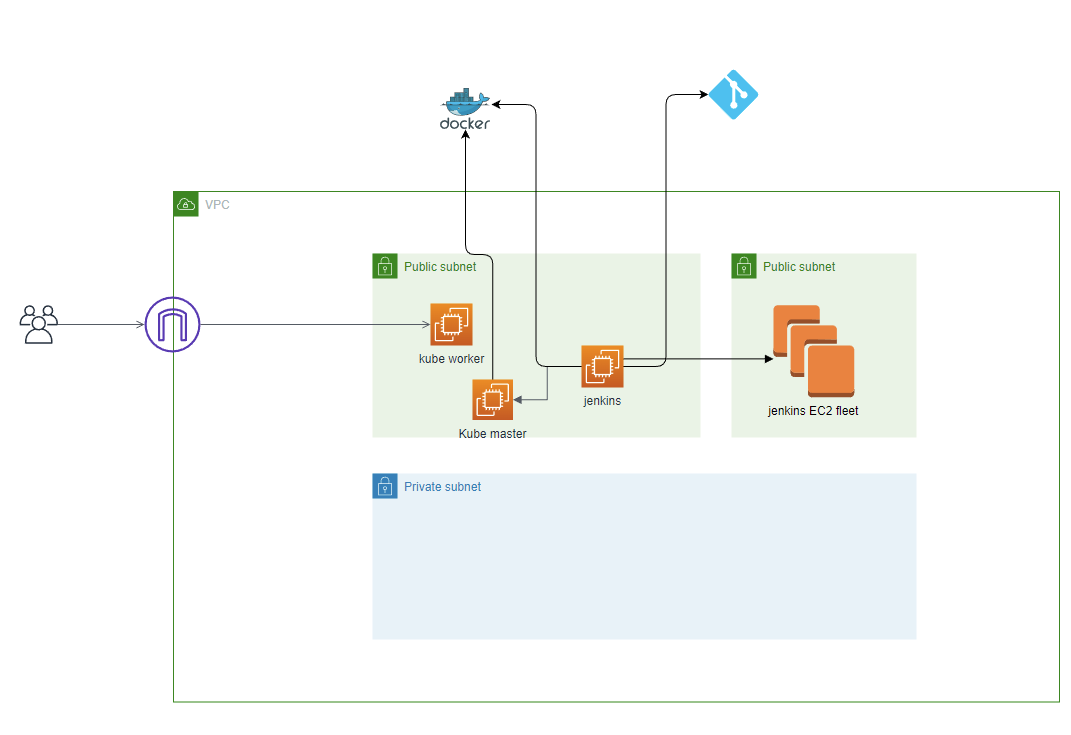 docker
VPC
Public subnet
Public subnet
kube worker
jenkins
jenkins EC2 fleet
Kube master
Private subnet